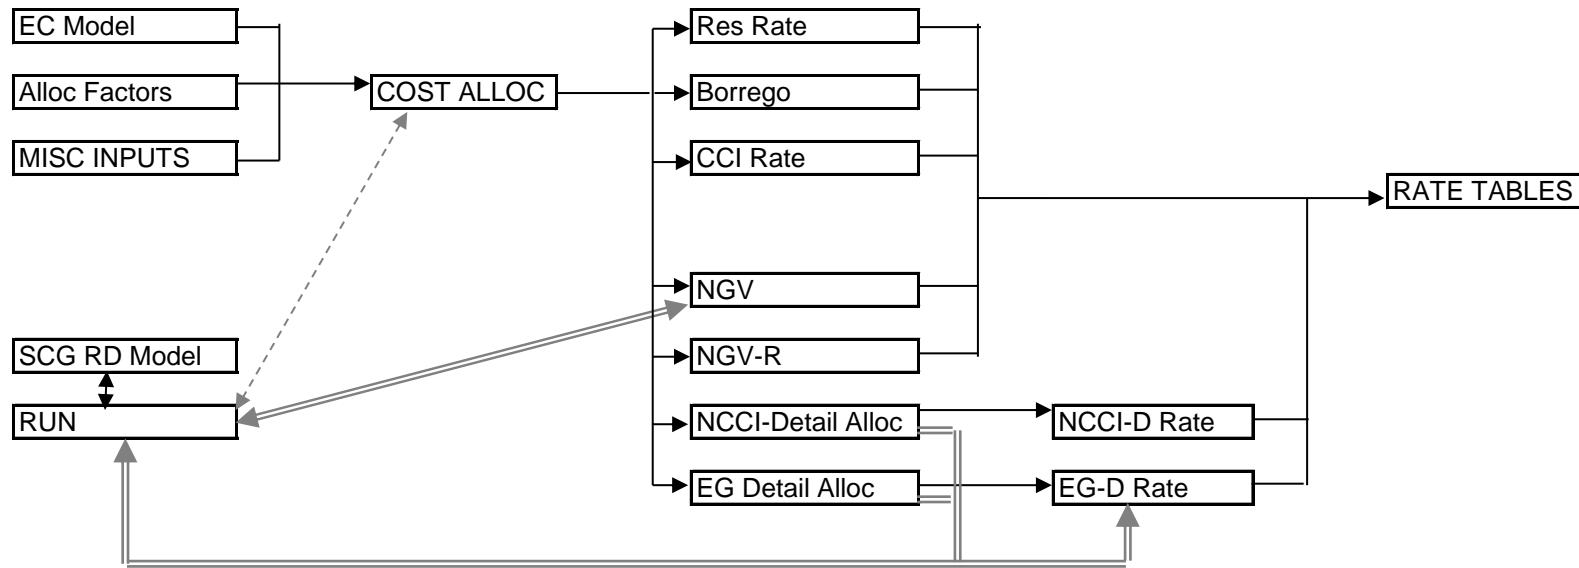 EC Model
Res Rate
Alloc Factors
COST ALLOC
Borrego
MISC INPUTS
CCI Rate
RATE TABLES
NGV
SCG RD Model
NGV-R
RUN
NCCI-Detail Alloc
NCCI-D Rate
EG Detail Alloc
EG-D Rate